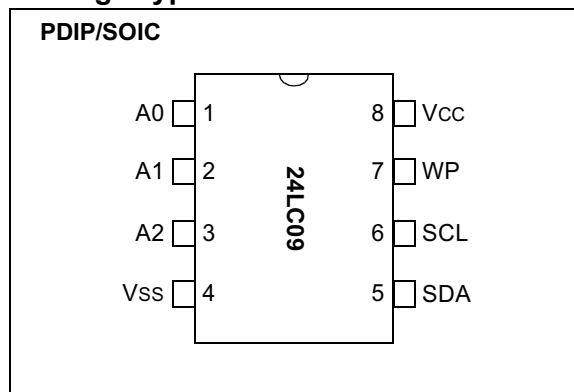 PDIP/SOIC
A0 1 8 VCC
A1 2 7 WP
24LC09
A2 3 6 SCL
VSS 4 5 SDA